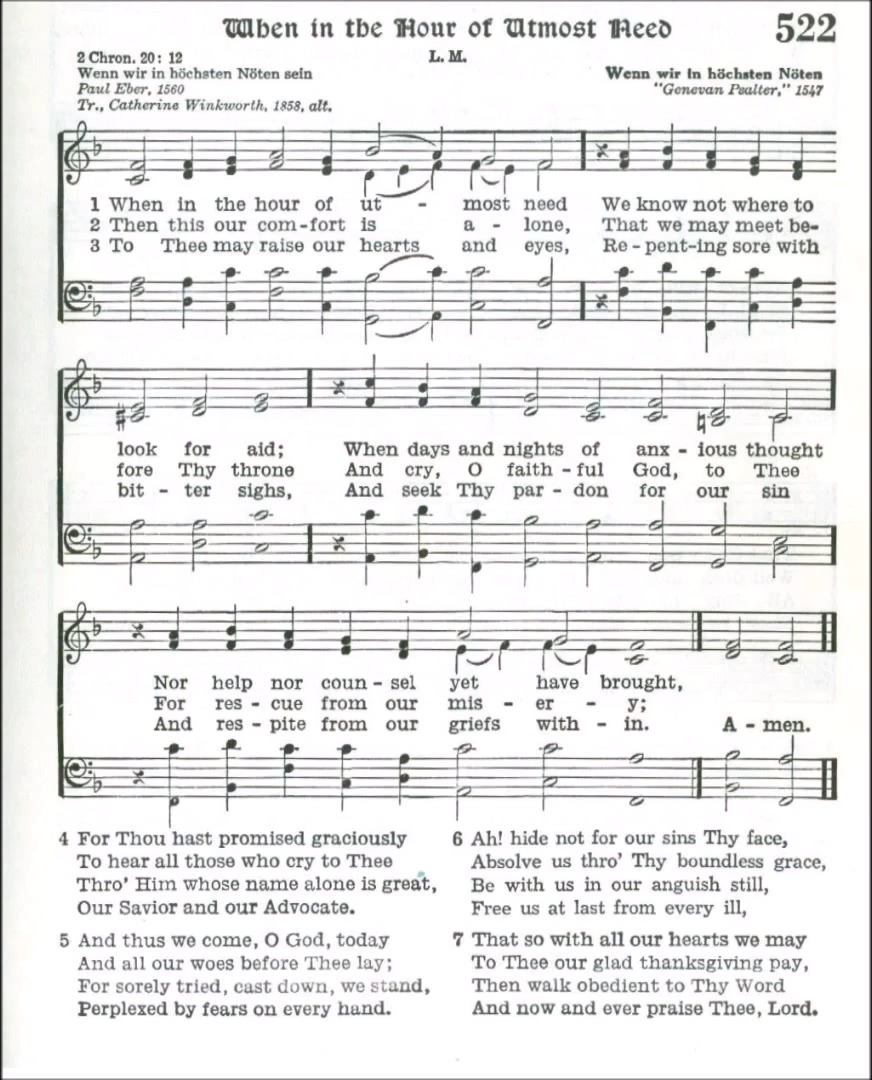 When in the Hour of Utmost Need
522
2 Chron. 20: 12
L. M.
Wenn wir in höchsten Nöten sein
Paul Eber, 1560
Tr., Catherine Winkworth, 1858, alt.
Wenn wir in höchsten Nöten
"Genevan Psalter," 1547
1 When in the hour of ut - most need We know not where to
2 Then this our com-fort is a - lone, That we may meet be-
3 To Thee may raise our hearts and eyes, Re - pent-ing sore with
look for aid; When days and nights of anx - ious thought
fore Thy throne And cry, O faith - ful God, to Thee
bit - ter sighs, And seek Thy par - don for our sin
Nor help nor coun - sel yet have brought,
For res - cue from our mis - er - y;
And res - pite from our griefs with - in. A - men.
4 For Thou hast promised graciously
To hear all those who cry to Thee
Thro' Him whose name alone is great,
Our Savior and our Advocate.
5 And thus we come, O God, today
And all our woes before Thee lay;
For sorely tried, cast down, we stand,
Perplexed by fears on every hand.
6 Ah! hide not for our sins Thy face,
Absolve us thro' Thy boundless grace,
Be with us in our anguish still,
Free us at last from every ill,
7 That so with all our hearts we may
To Thee our glad thanksgiving pay,
Then walk obedient to Thy Word
And now and ever praise Thee, Lord.